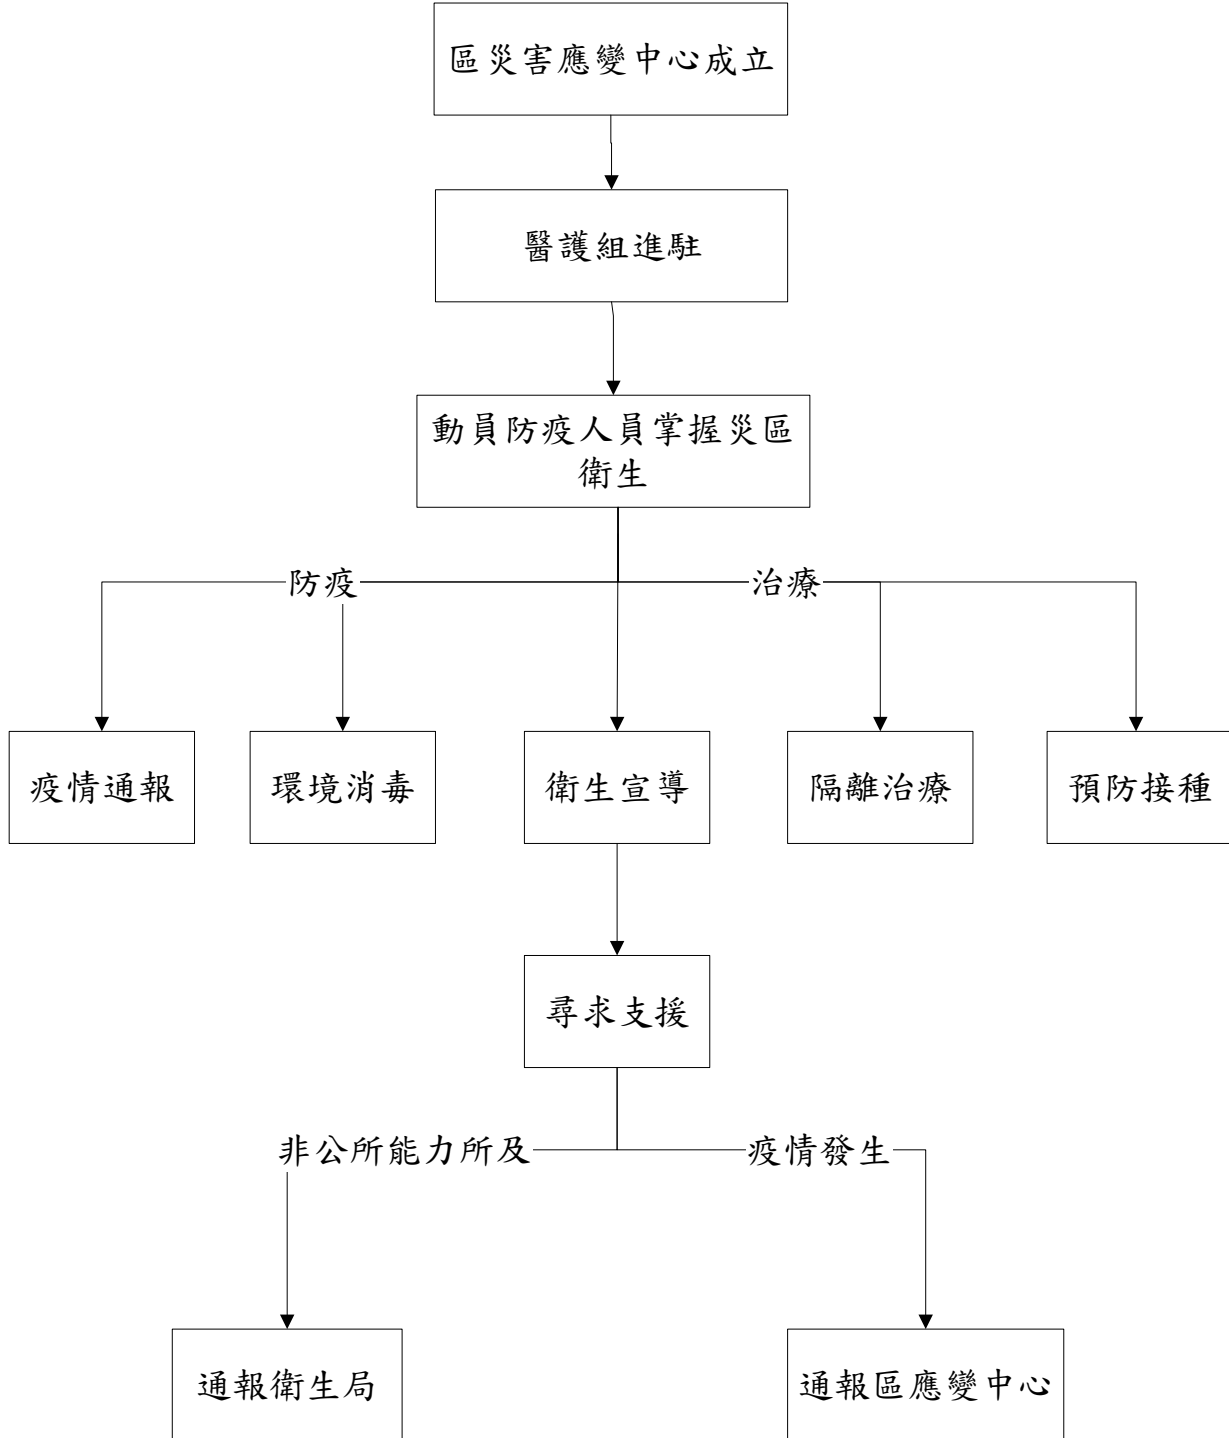 區災害應變中心成立
醫護組進駐
動員防疫人員掌握災區
衛生
防疫
治療
疫情通報
環境消毒
衛生宣導
隔離治療
預防接種
尋求支援
非公所能力所及
疫情發生
通報衛生局
通報區應變中心